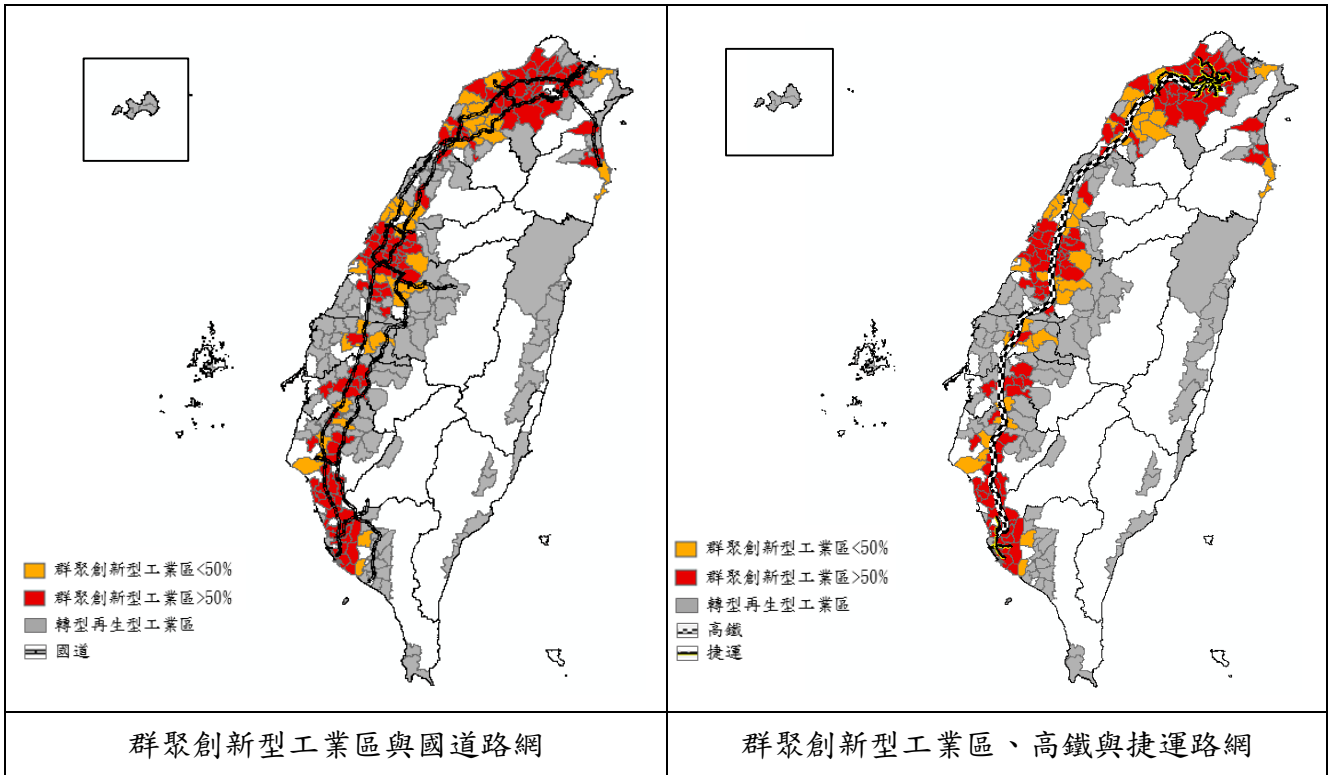 群聚創新型工業區<50%
群聚創新型工業區>50%
轉型再生型工業區
國道
群聚創新型工業區<50%
群聚創新型工業區>50%
轉型再生型工業區
高鐵
捷運
群聚創新型工業區與國道路網
群聚創新型工業區、高鐵與捷運路網